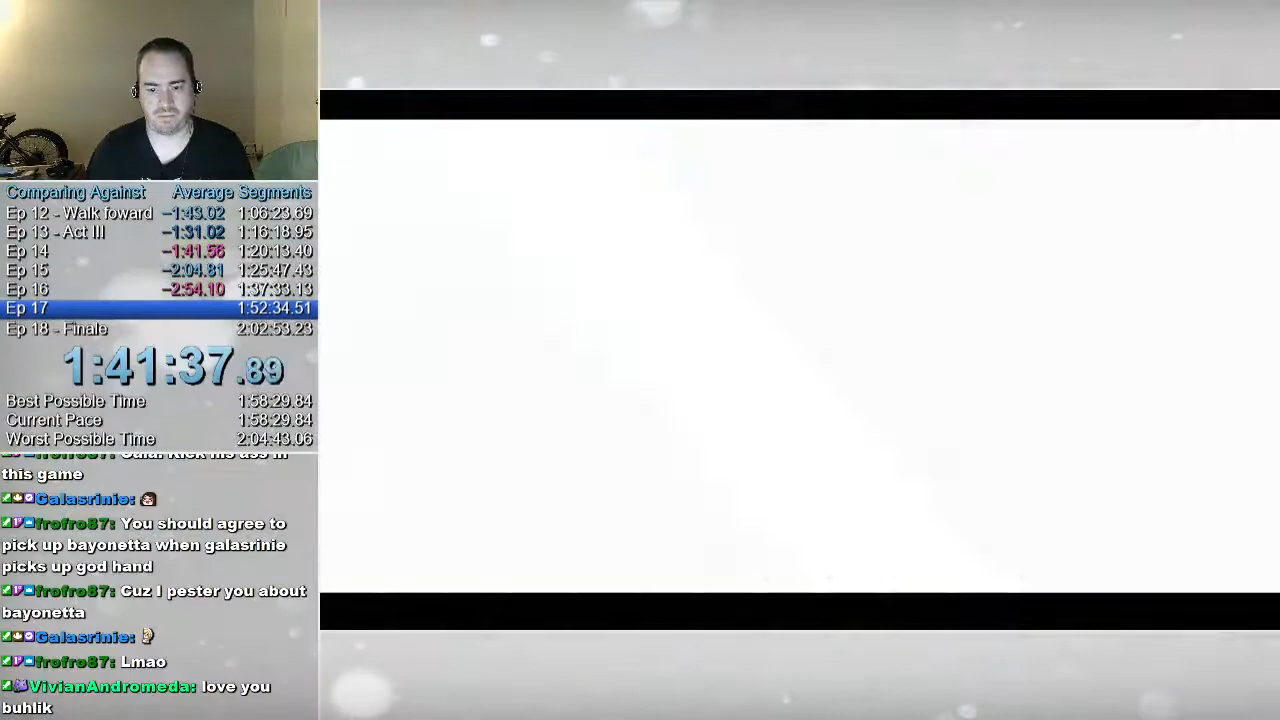 Comparing Against Average Segments
Ep 12 - Walk foward −1:43.02 1:06:23.69
Ep 13 - Act III −1:31.02 1:16:18.95
Ep 14 −1:41.56 1:20:13.40
Ep 15 −2:04.81 1:25:47.43
Ep 16 −2:54.10 1:37:33.13
Ep 17 1:52:34.51
Ep 18 - Finale 2:02:53.23
1:41:37.89
Best Possible Time 1:58:29.84
Current Pace 1:58:29.84
Worst Possible Time 2:04:43.06
this game
Galasrinie:
frofro87: You should agree to
pick up bayonetta when galasrinie
picks up god hand
frofro87: Cuz I pester you about
bayonetta
Galasrinie:
frofro87: Lmao
VivianAndromeda: love you
buhlik